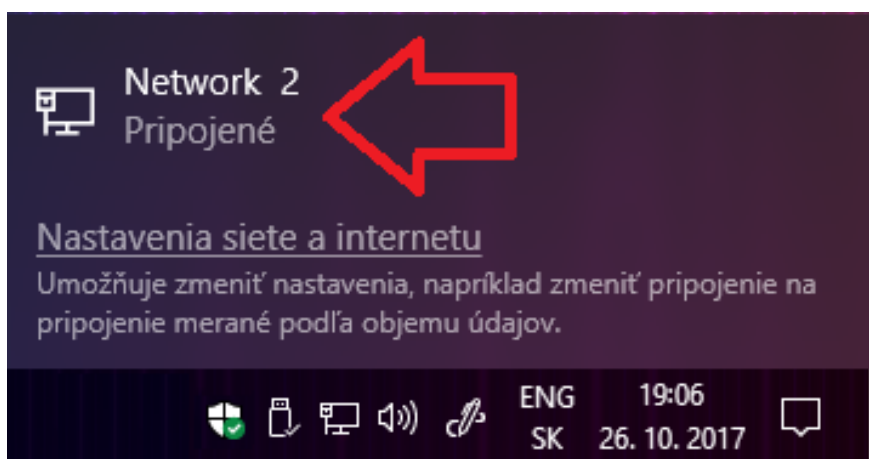 Network 2
Pripojené
Nastavenia siete a internetu
Umožňuje zmeniť nastavenia, napríklad zmeniť pripojenie na
pripojenie merané podľa objemu údajov.
ENG 19:06
SK 26. 10. 2017